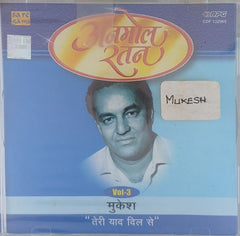 अनमोल
रतन
MUKESH
Vol-3
मुकेश
"तेरी याद दिल से"